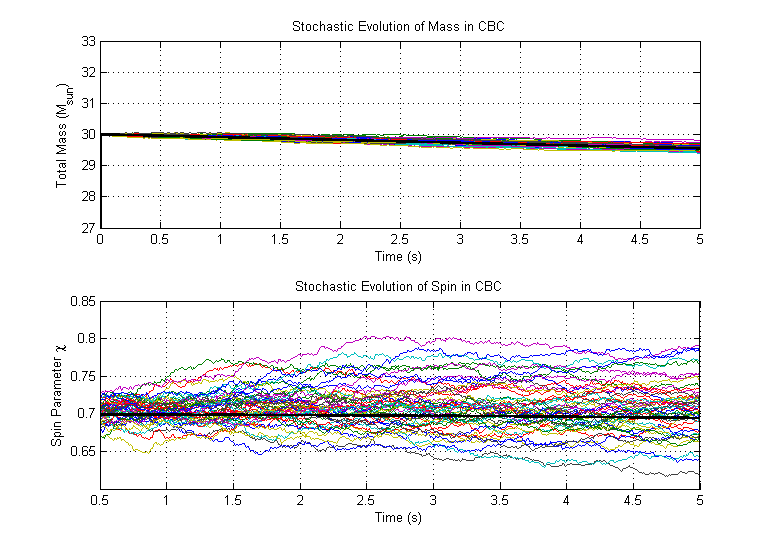 Stochastic Evolution of Mass in CBC
33
32
31
30
29
28
27
Total Mass (M_sun)
0 0.5 1 1.5 2 2.5 3 3.5 4 4.5 5
Time (s)
Stochastic Evolution of Spin in CBC
0.85
0.8
0.75
0.7
0.65
Spin Parameter χ
0.5 1 1.5 2 2.5 3 3.5 4 4.5 5
Time (s)